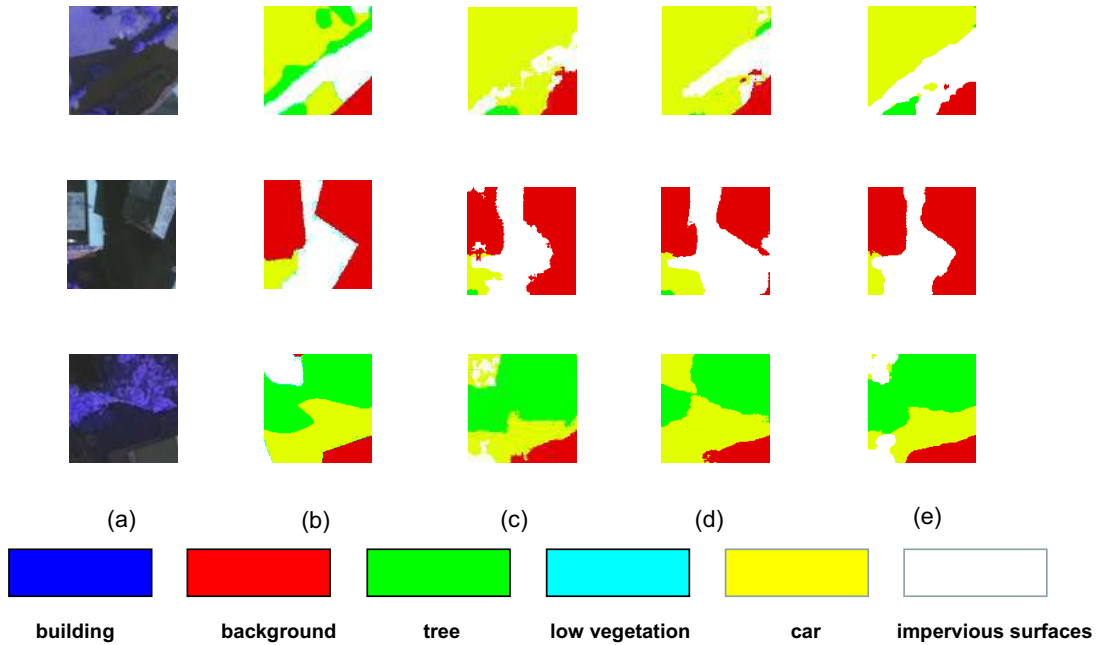 (a) (b) (c) (d) (e)
building background tree low vegetation car impervious surfaces